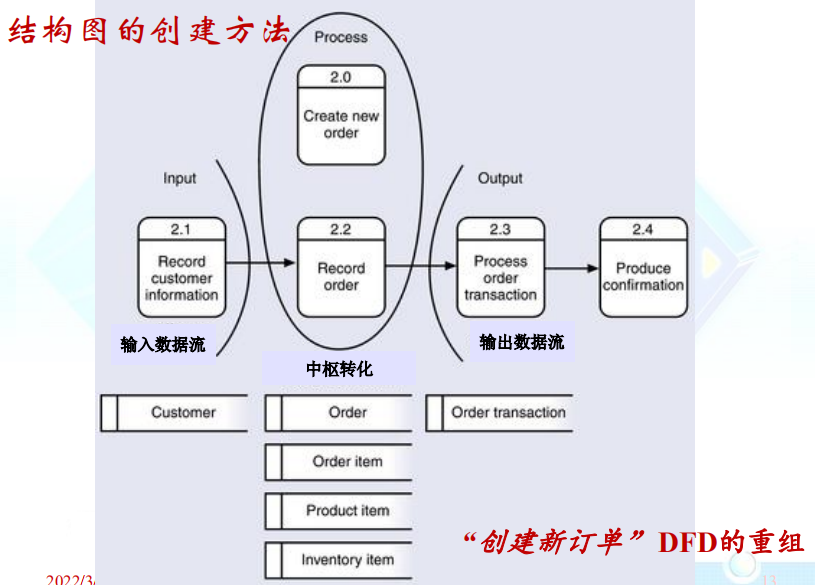 结构图的创建方法
Process
2.0
Create new
order
Input
Output
2.1
Record
customer
information
2.2
Record
order
2.3
Process
order
transaction
2.4
Produce
confirmation
输入数据流
中枢转化
输出数据流
Customer
Order
Order transaction
Order item
Product item
Inventory item
“创建新订单”DFD的重组
2022/3/
13